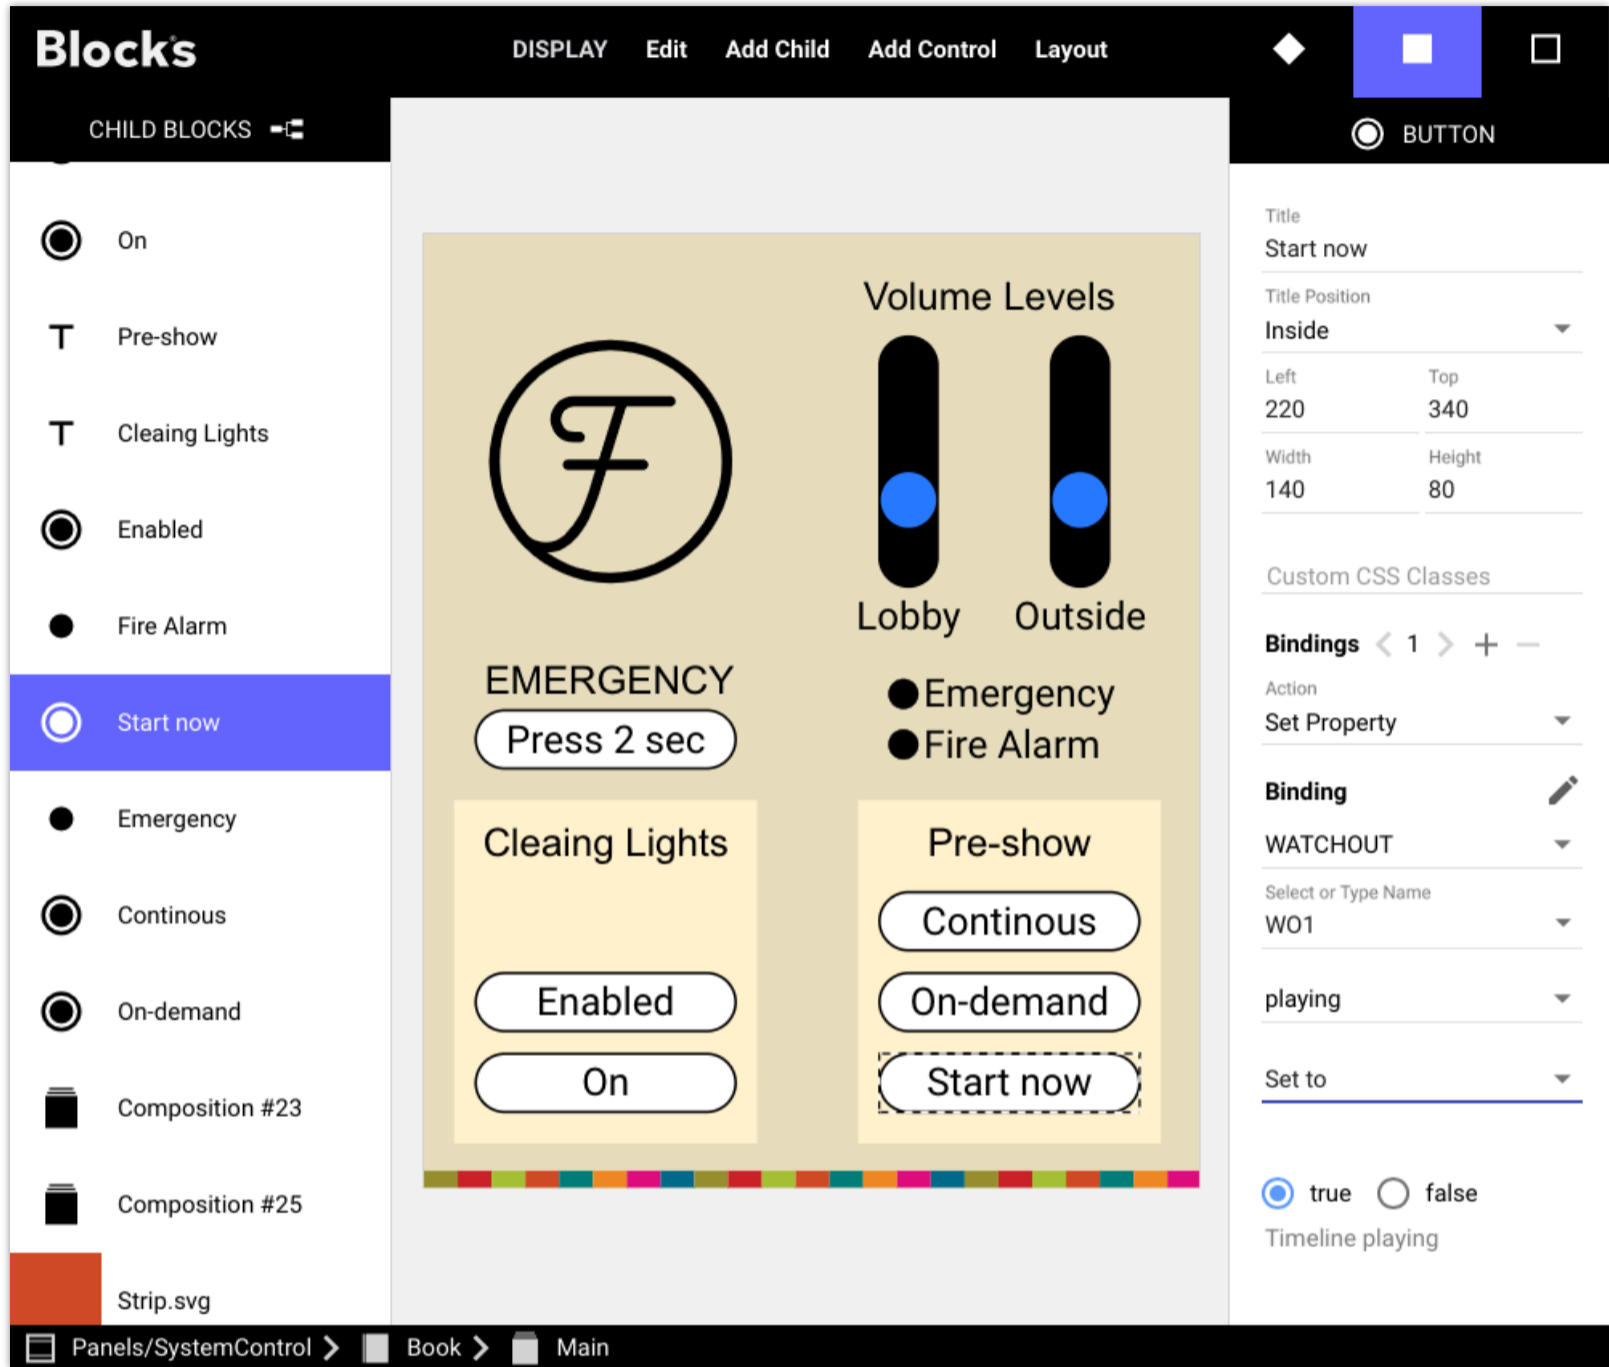 Blocks
DISPLAY Edit Add Child Add Control Layout
CHILD BLOCKS
On
Pre-show
Cleaing Lights
Enabled
Fire Alarm
Start now
Emergency
Continous
On-demand
Composition #23
Composition #25
Strip.svg
Volume Levels
F
Lobby Outside
EMERGENCY
Press 2 sec
Emergency
Fire Alarm
Cleaing Lights
Enabled
On
Pre-show
Continous
On-demand
Start now
BUTTON
Title
Start now
Title Position
Inside
Left Top
220 340
Width Height
140 80
Custom CSS Classes
Bindings 1
Action
Set Property
Binding
WATCHOUT
Select or Type Name
WO1
playing
Set to
true false
Timeline playing
Panels/SystemControl Book Main